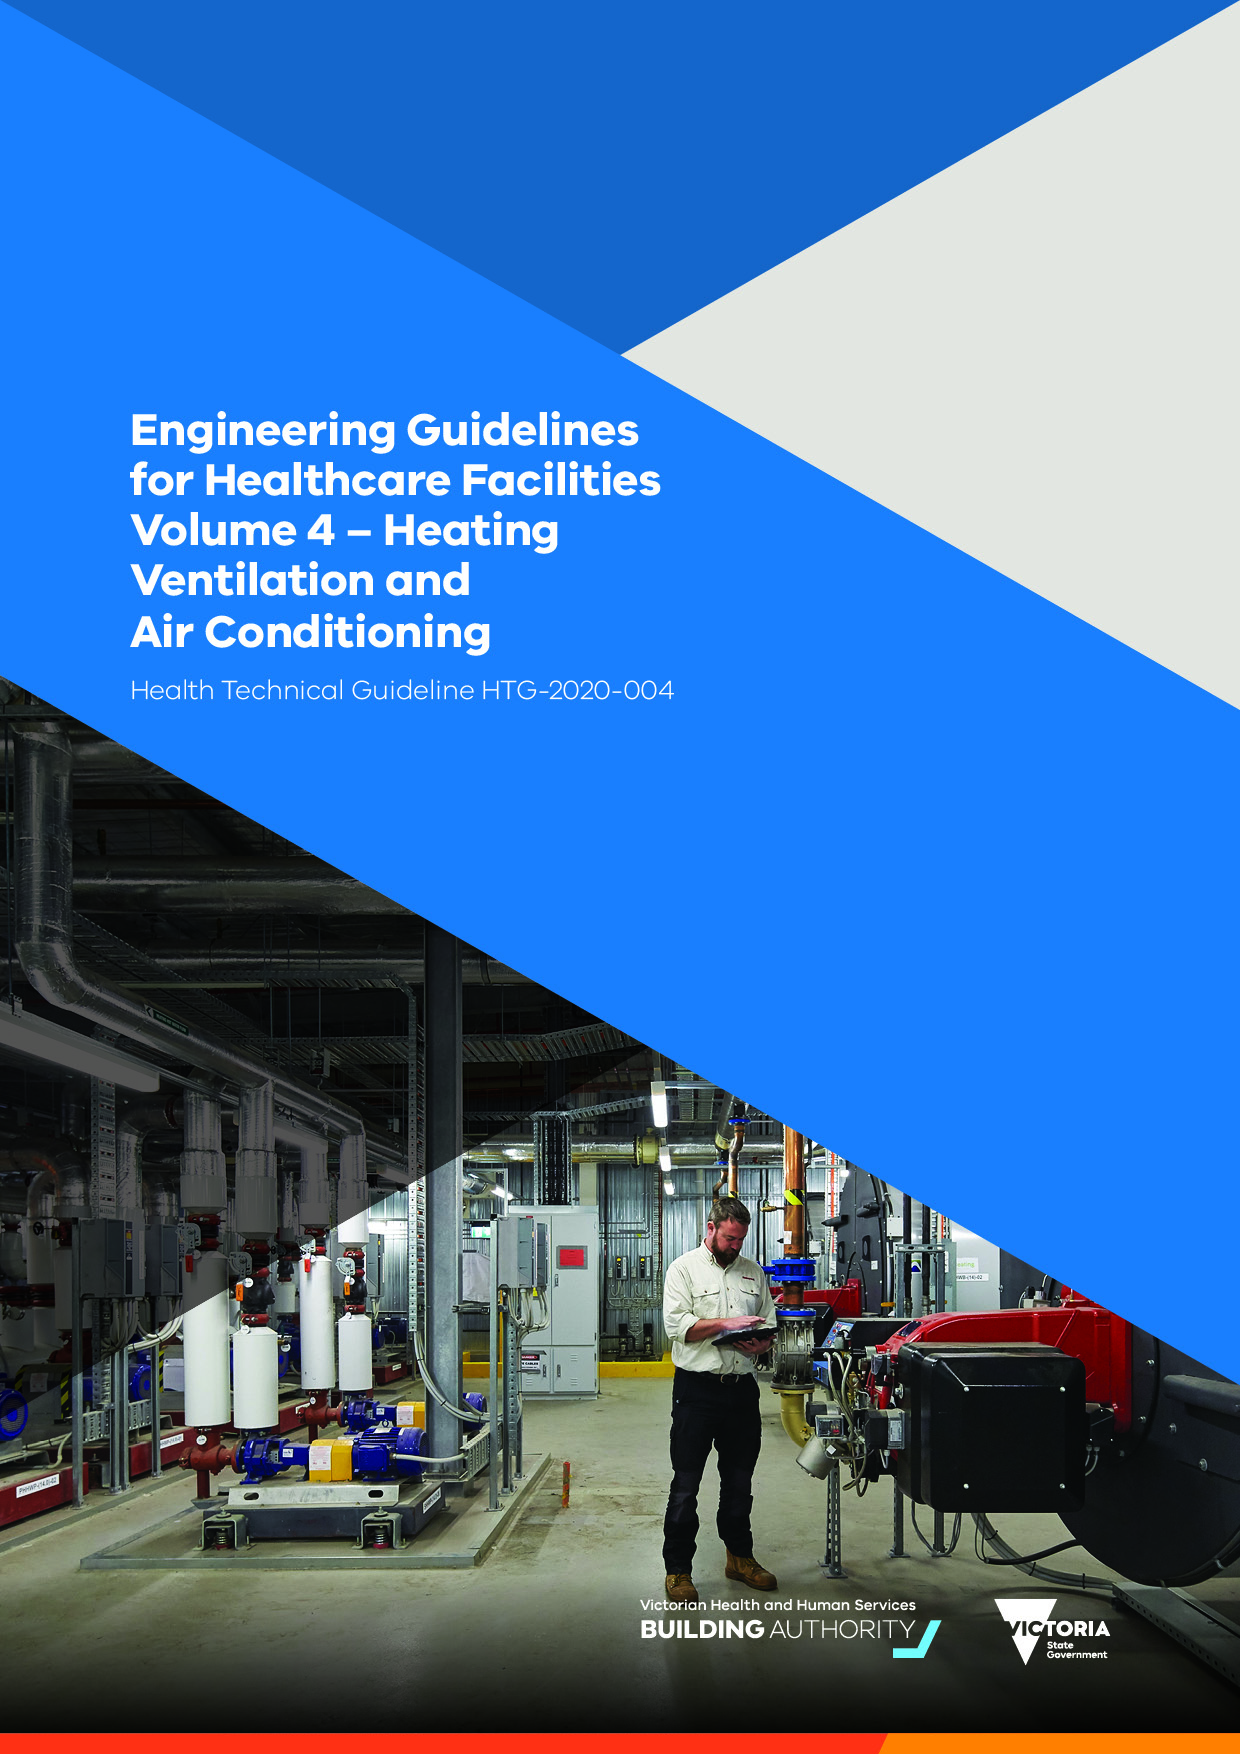 Engineering Guidelines
for Healthcare Facilities
Volume 4 – Heating
Ventilation and
Air Conditioning
Health Technical Guideline HTG-2020-004
Victorian Health and Human Services
BUILDING AUTHORITY
VICTORIA
State
Government